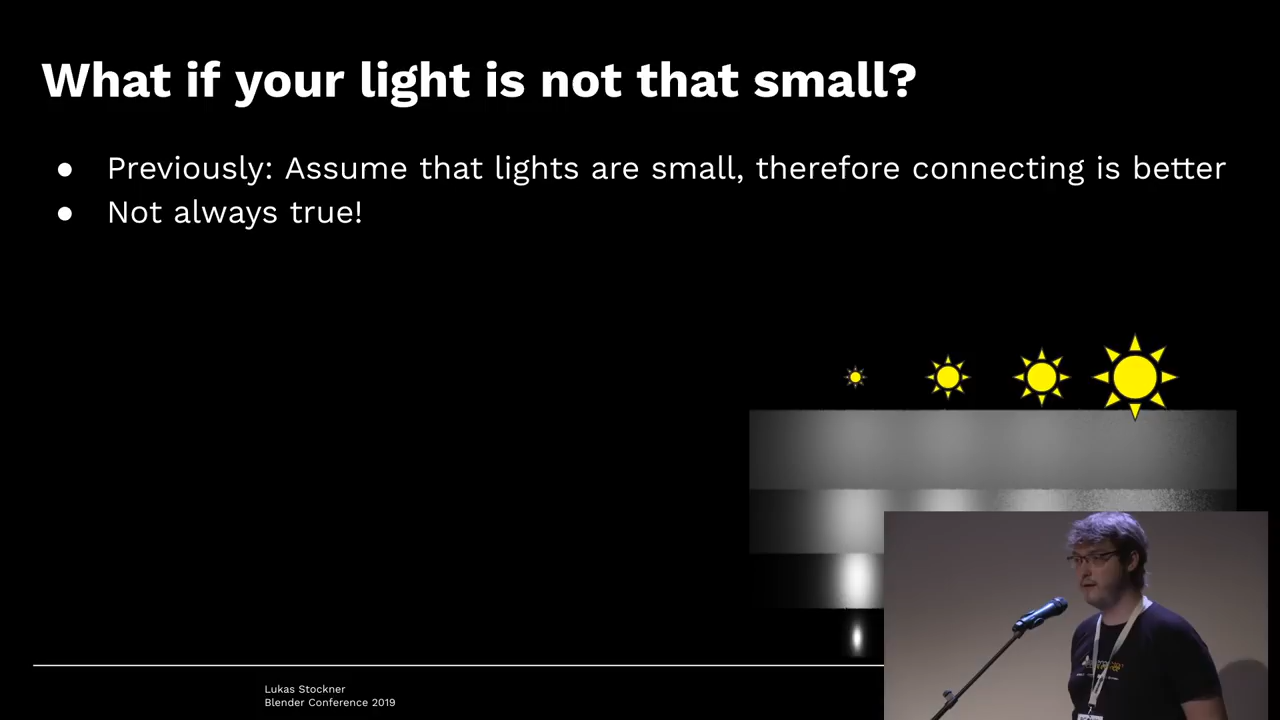 What if your light is not that small?
● Previously: Assume that lights are small, therefore connecting is better
● Not always true!
Lukas Stockner
Blender Conference 2019